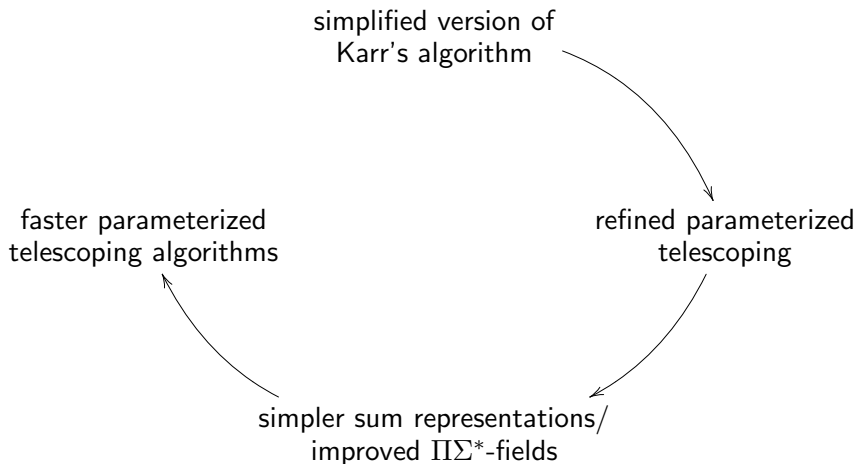 simplified version of
Karr's algorithm
faster parameterized
telescoping algorithms
refined parameterized
telescoping
simpler sum representations/
improved ΠΣ*-fields